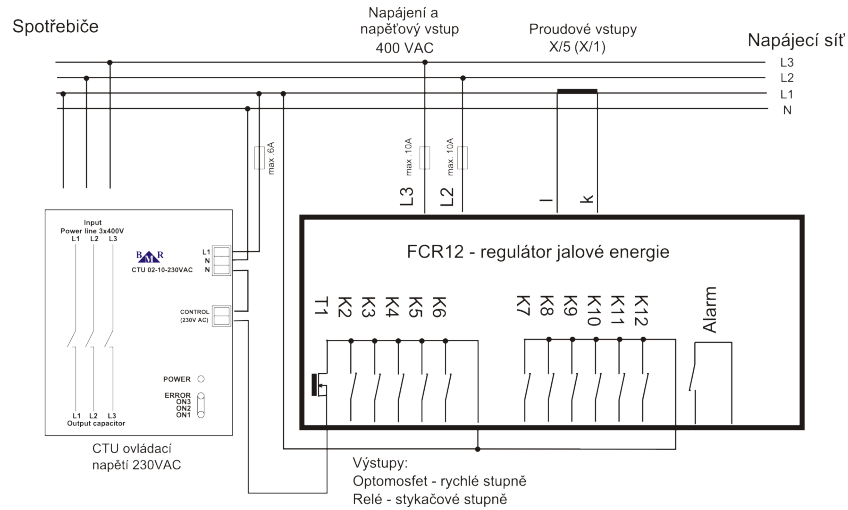 Spotřebiče
Napájení a
napěťový vstup
400 VAC
Proudové vstupy
X/5 (X/1)
Napájecí síť
L3
L2
L1
N
max .6A
max .10A
max .10A
L3
L2
l
k
Input
Power line 3x400V
L1 L2 L3
BMR
CTU 02-10-230VAC
L1
N
N
CONTROL
(230V AC)
POWER
ERROR
ON3
ON2
ON1
L1 L2 L3
Output capacitor
CTU ovládací
napětí 230VAC
FCR12 - regulátor jalové energie
T1 K2 K3 K4 K5 K6
K7 K8 K9 K10 K11 K12
Alarm
Výstupy:
Optomosfet - rychlé stupně
Relé - stykačové stupně